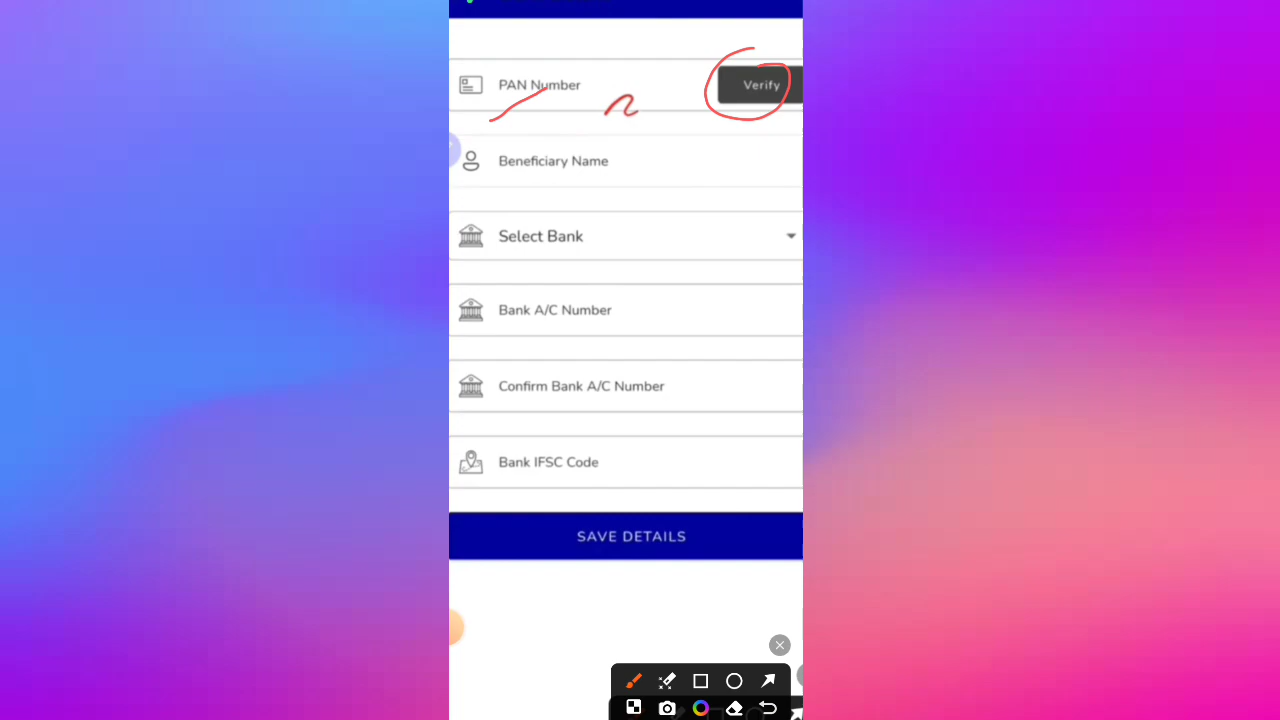 PAN Number
Verify
Beneficiary Name
Select Bank
Bank A/C Number
Confirm Bank A/C Number
Bank IFSC Code
SAVE DETAILS